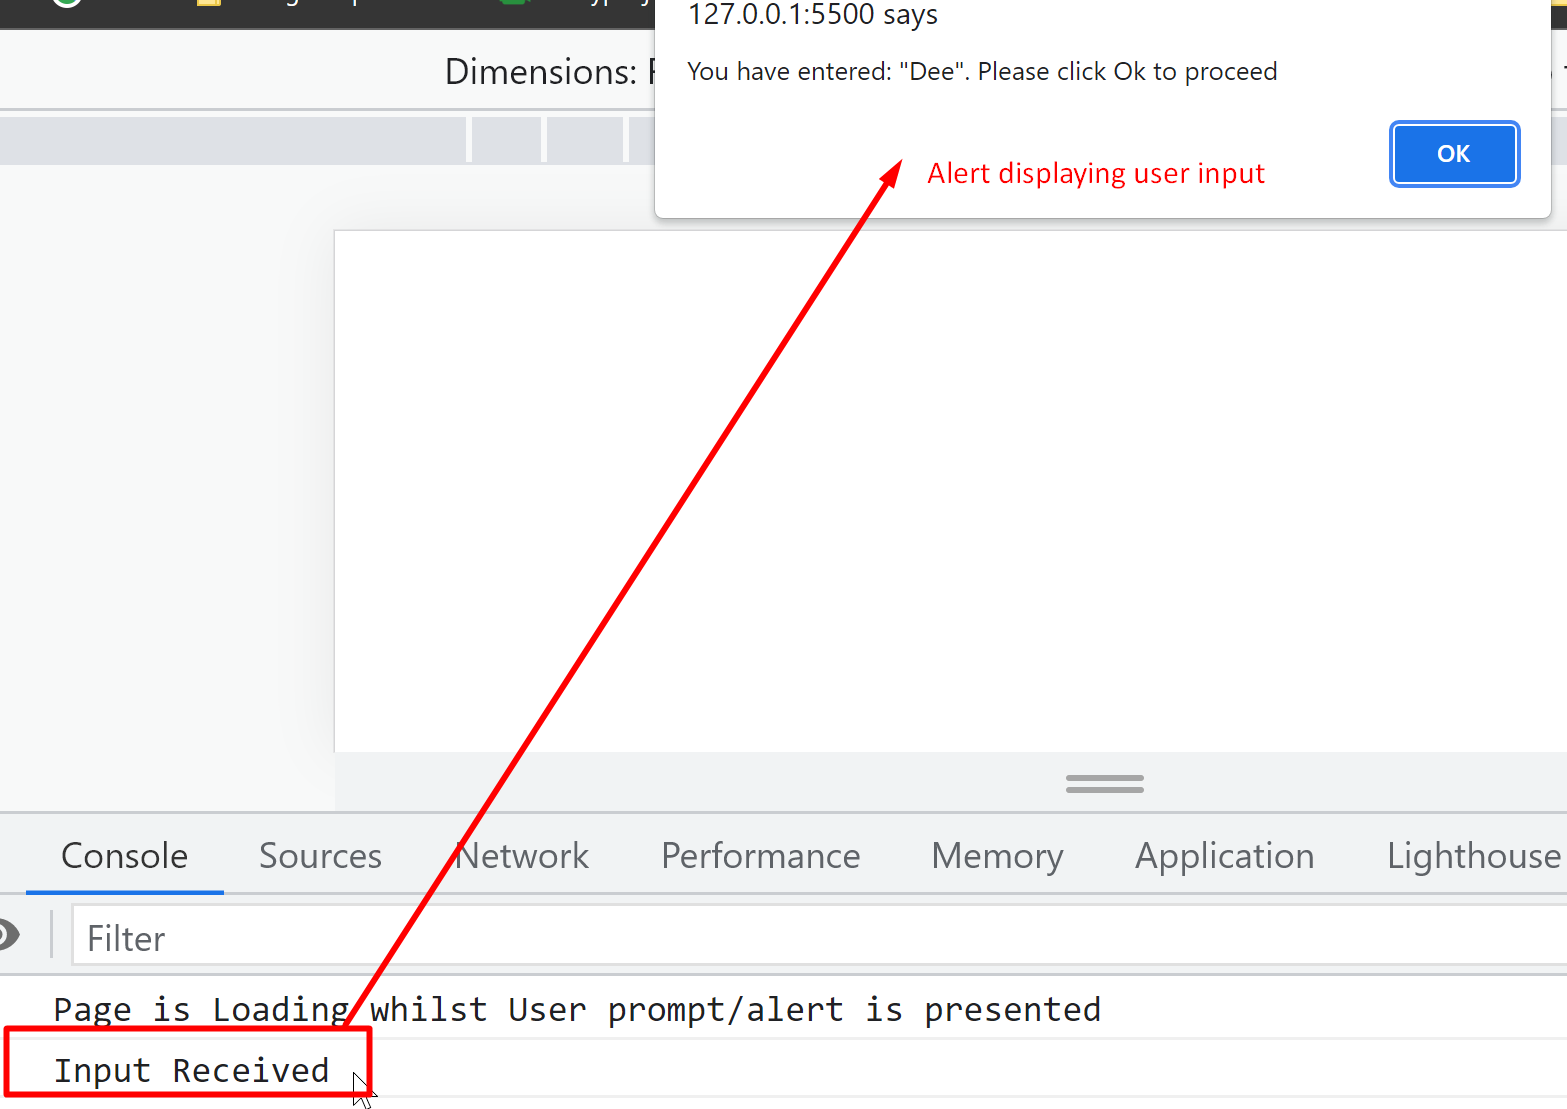 127.0.0.1:5500 says
Dimensions:
You have entered: "Dee". Please click Ok to proceed
OK
Alert displaying user input
Console Sources Network Performance Memory Application Lighthouse
Filter
Page is Loading whilst User prompt/alert is presented
Input Received